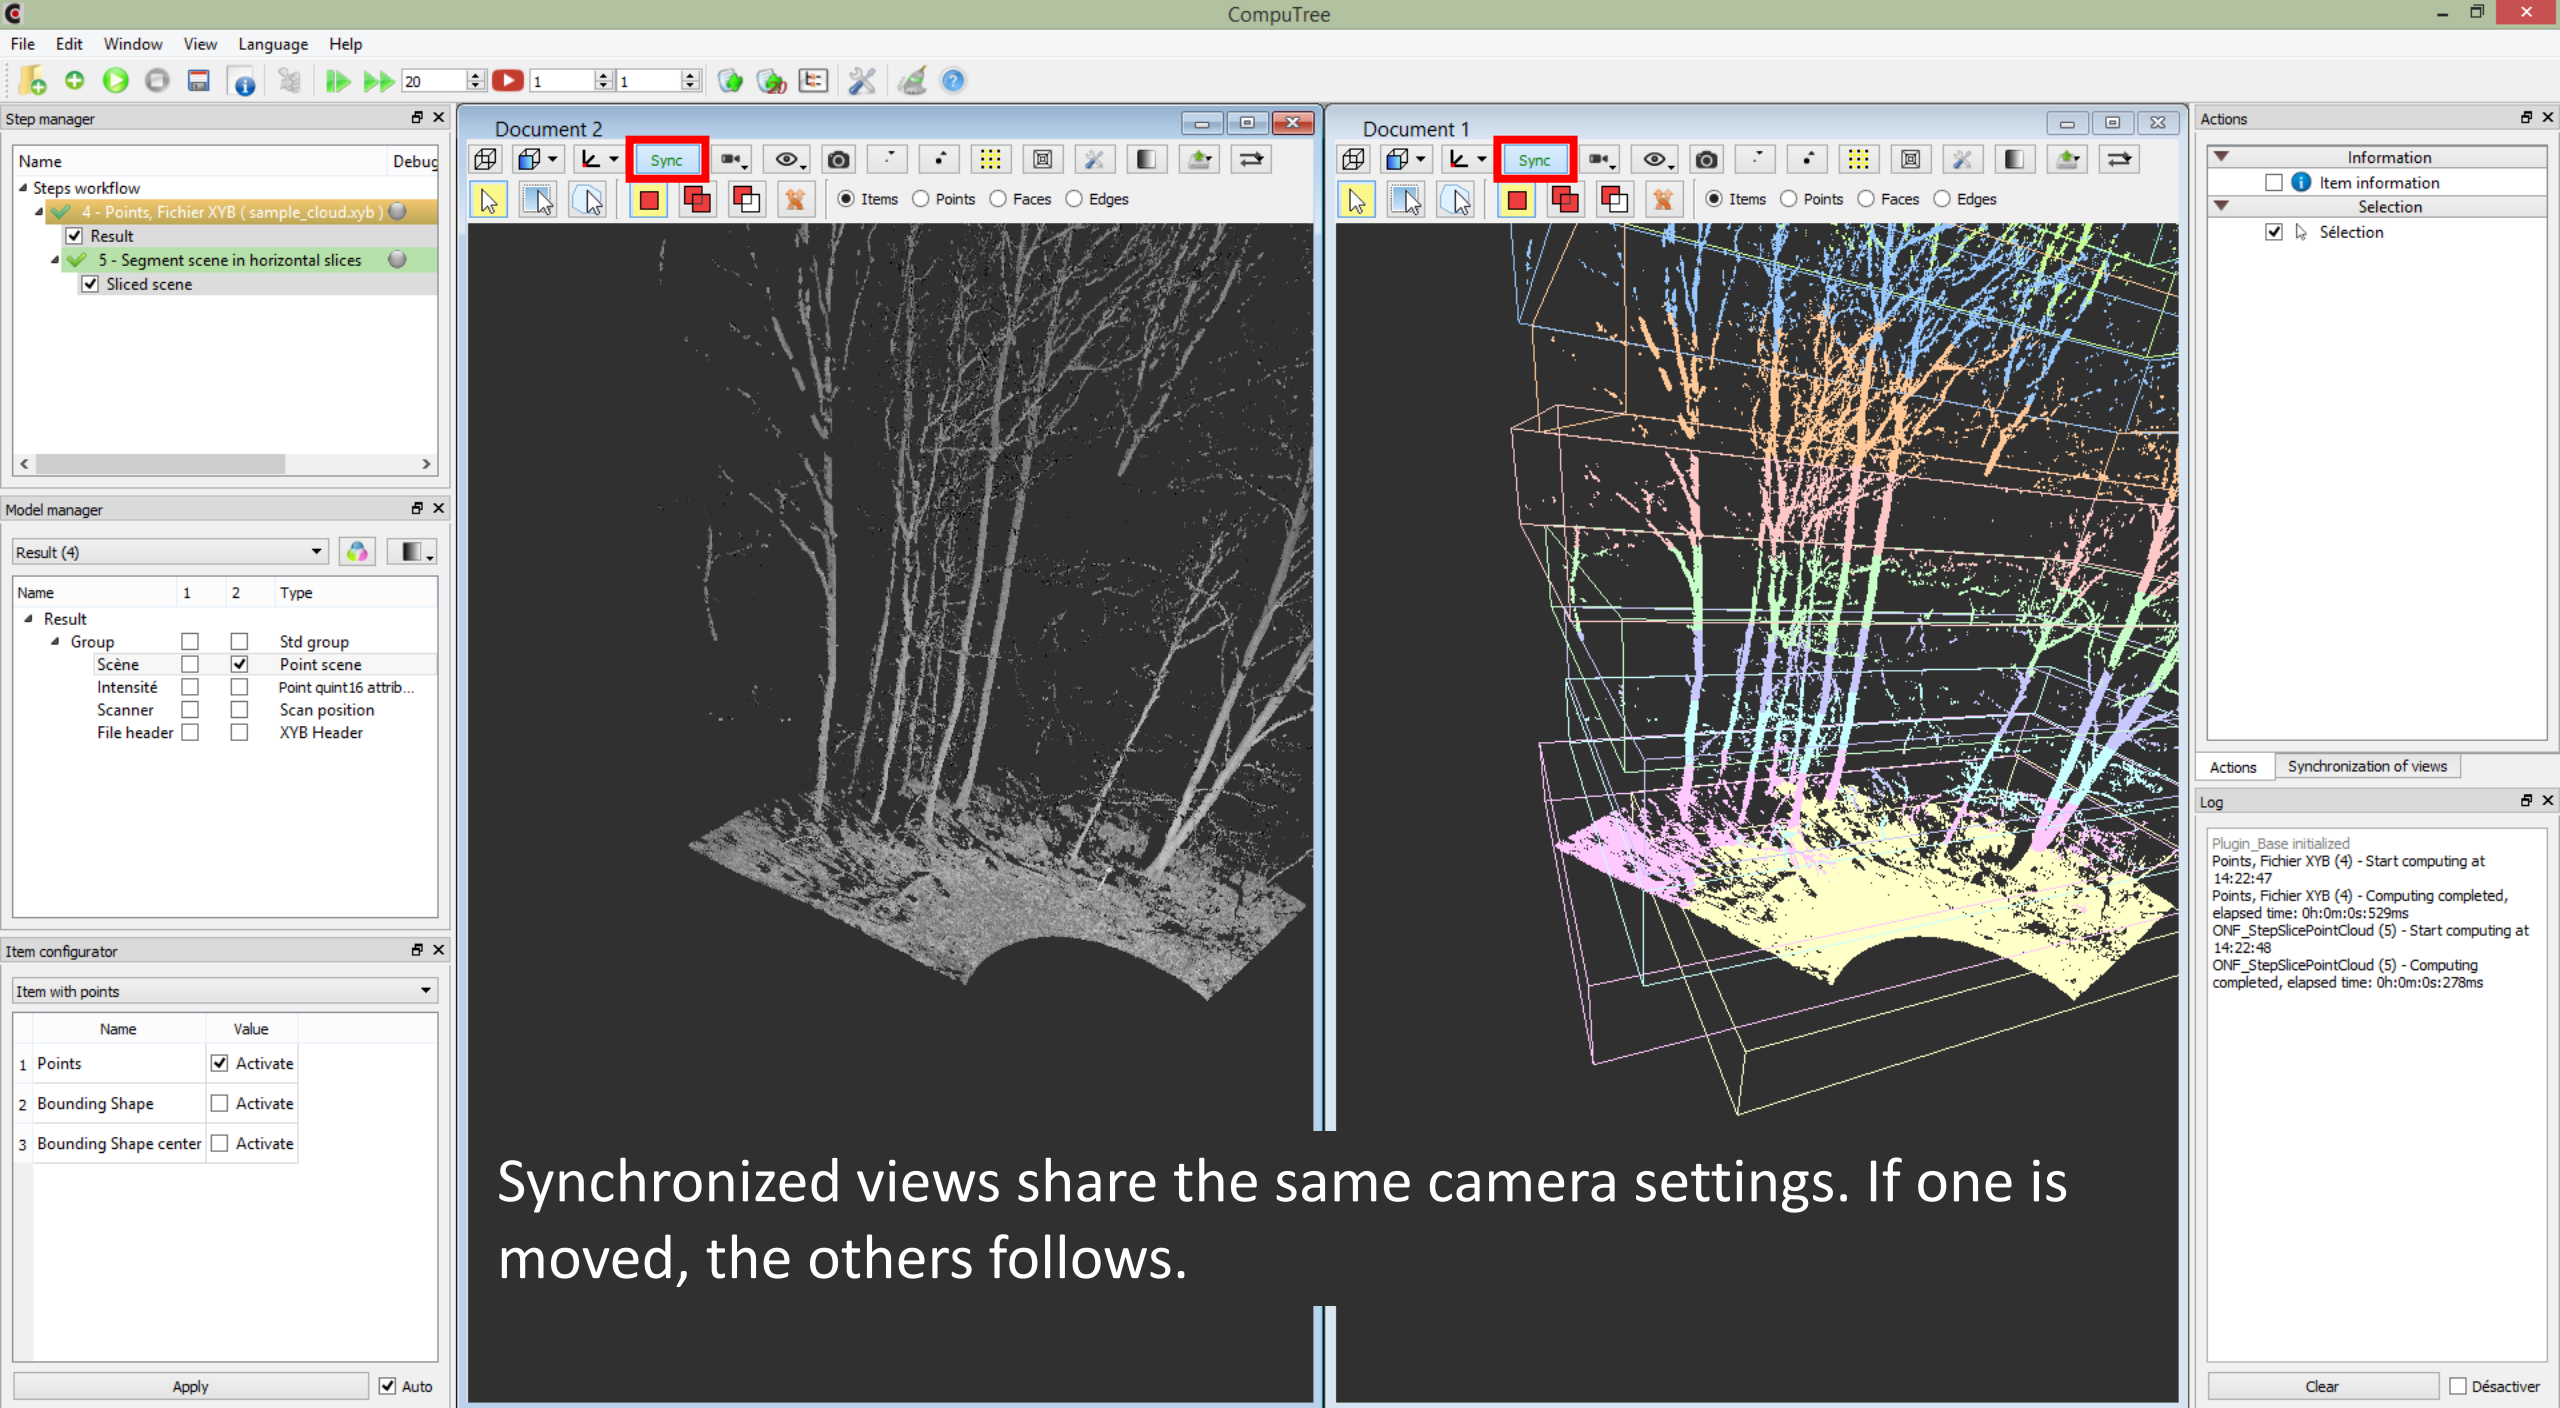 CompuTree
File Edit Window View Language Help
20 1 1
Step manager
Name Debug
Steps workflow
4 - Points, Fichier XYB ( sample_cloud.xyb )
Result
5 - Segment scene in horizontal slices
Sliced scene
Model manager
Result (4)
Name 1 2 Type
Result
Group Std group
Scène Point scene
Intensité Point quint16 attrib...
Scanner Scan position
File header XYB Header
Item configurator
Item with points
Name Value
1 Points Activate
2 Bounding Shape Activate
3 Bounding Shape center Activate
Apply Auto
Document 2
Sync
Items Points Faces Edges
Document 1
Sync
Items Points Faces Edges
Synchronized views share the same camera settings. If one is
moved, the others follows.
Actions
Information
Item information
Selection
Sélection
Actions Synchronization of views
Log
Plugin_Base initialized
Points, Fichier XYB (4) - Start computing at
14:22:47
Points, Fichier XYB (4) - Computing completed,
elapsed time: 0h:0m:0s:529ms
ONF_StepSlicePointCloud (5) - Start computing at
14:22:48
ONF_StepSlicePointCloud (5) - Computing
completed, elapsed time: 0h:0m:0s:278ms
Clear Désactiver